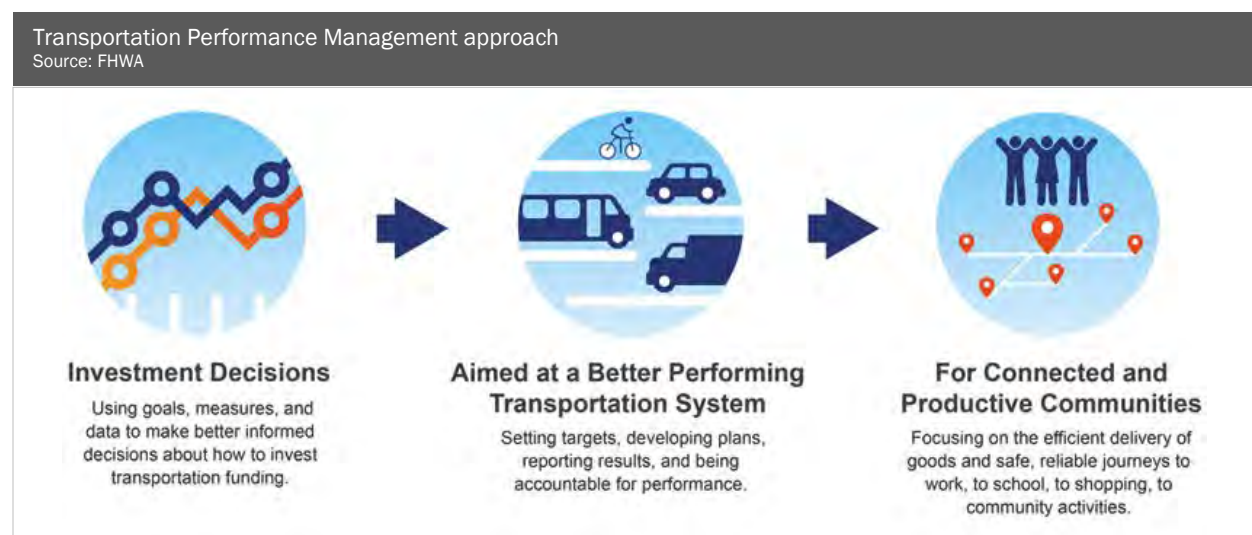 Transportation Performance Management approach
Source: FHWA
Investment Decisions
Using goals, measures, and
data to make better informed
decisions about how to invest
transportation funding.
Aimed at a Better Performing
Transportation System
Setting targets, developing plans,
reporting results, and being
accountable for performance.
For Connected and
Productive Communities
Focusing on the efficient delivery of
goods and safe, reliable journeys to
work, to school, to shopping, to
community activities.